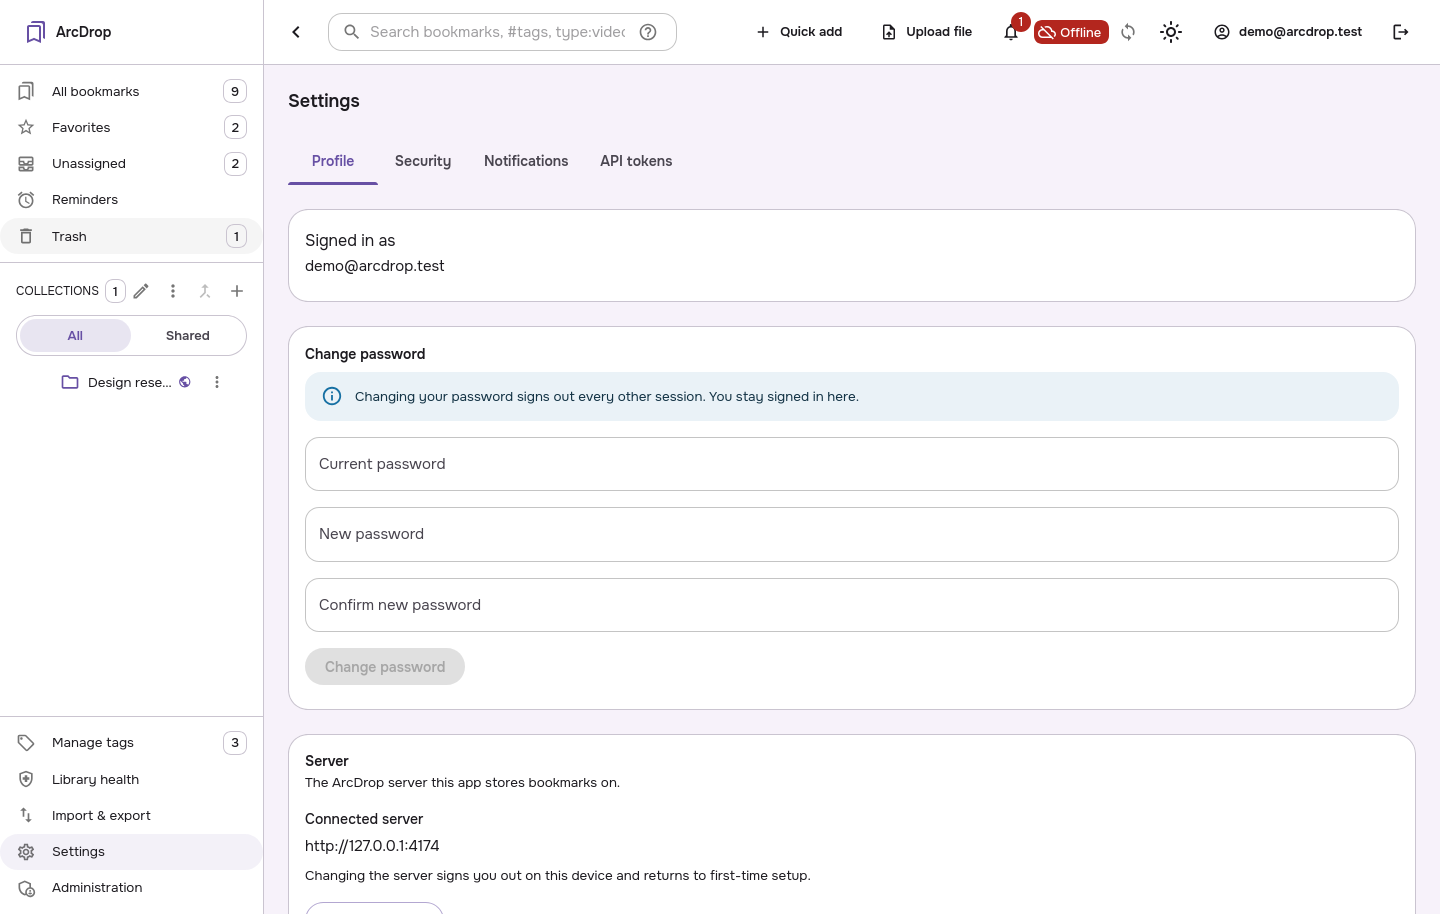 ArcDrop
Search bookmarks, #tags, type:videc
Quick add
Upload file
1
Offline
demo@arcdrop.test
All bookmarks 9
Favorites 2
Unassigned 2
Reminders
Trash 1
COLLECTIONS 1
All Shared
Design rese...
Manage tags 3
Library health
Import & export
Settings
Administration
Settings
Profile Security Notifications API tokens
Signed in as
demo@arcdrop.test
Change password
Changing your password signs out every other session. You stay signed in here.
Current password
New password
Confirm new password
Change password
Server
The ArcDrop server this app stores bookmarks on.
Connected server
http://127.0.0.1:4174
Changing the server signs you out on this device and returns to first-time setup.